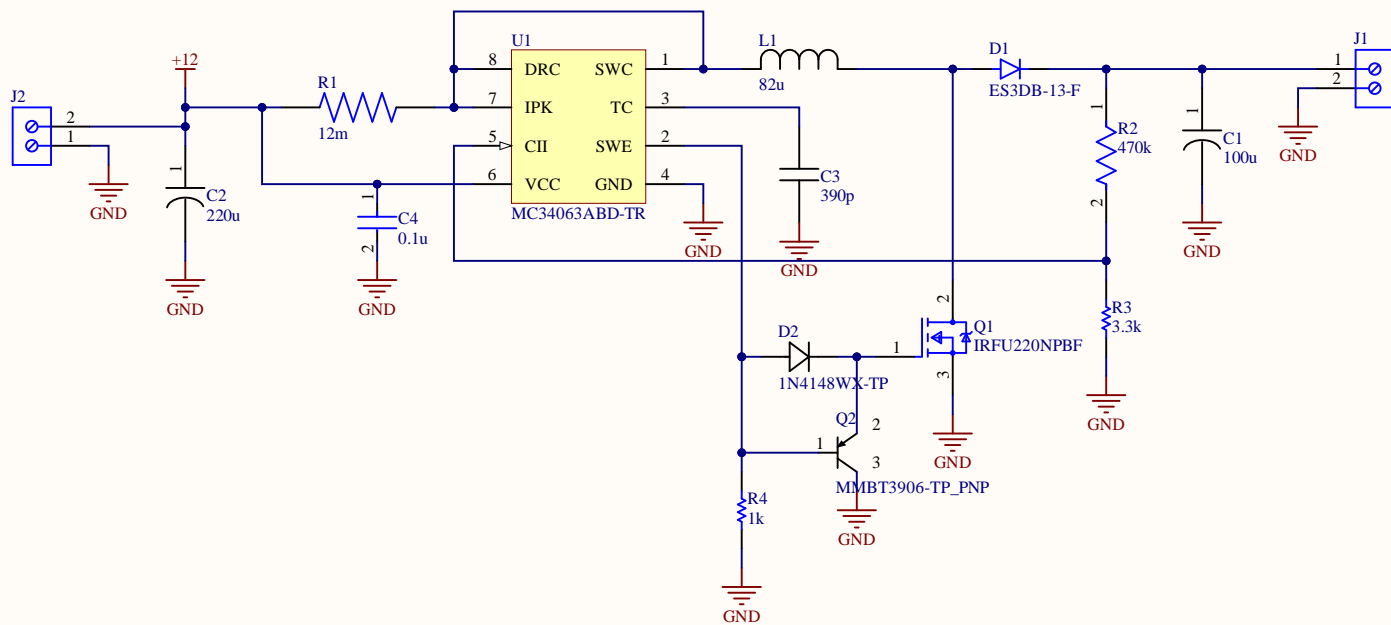 J2
2
1
GND
+12
R1
12m
1
C2
220u
GND
1
C4
0.1u
2
GND
U1
8 DRC SWC 1
7 IPK TC 3
5 CII SWE 2
6 VCC GND 4
MC34063ABD-TR
GND
L1
82u
C3
390p
GND
D1
ES3DB-13-F
1
R2
470k
2
1
C1
100u
GND
J1
1
2
GND
R3
3.3k
GND
2
Q1
IRFU220NPBF
1
3
GND
D2
1N4148WX-TP
Q2
2
1
3
MMBT3906-TP_PNP
GND
R4
1k
GND